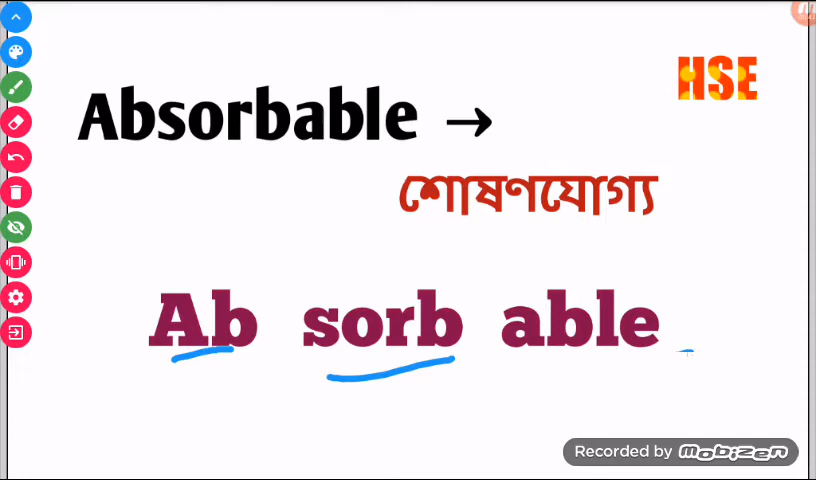 HSE
Absorbable →
শোষণযোগ্য
Ab sorb able
Recorded by Mobizen